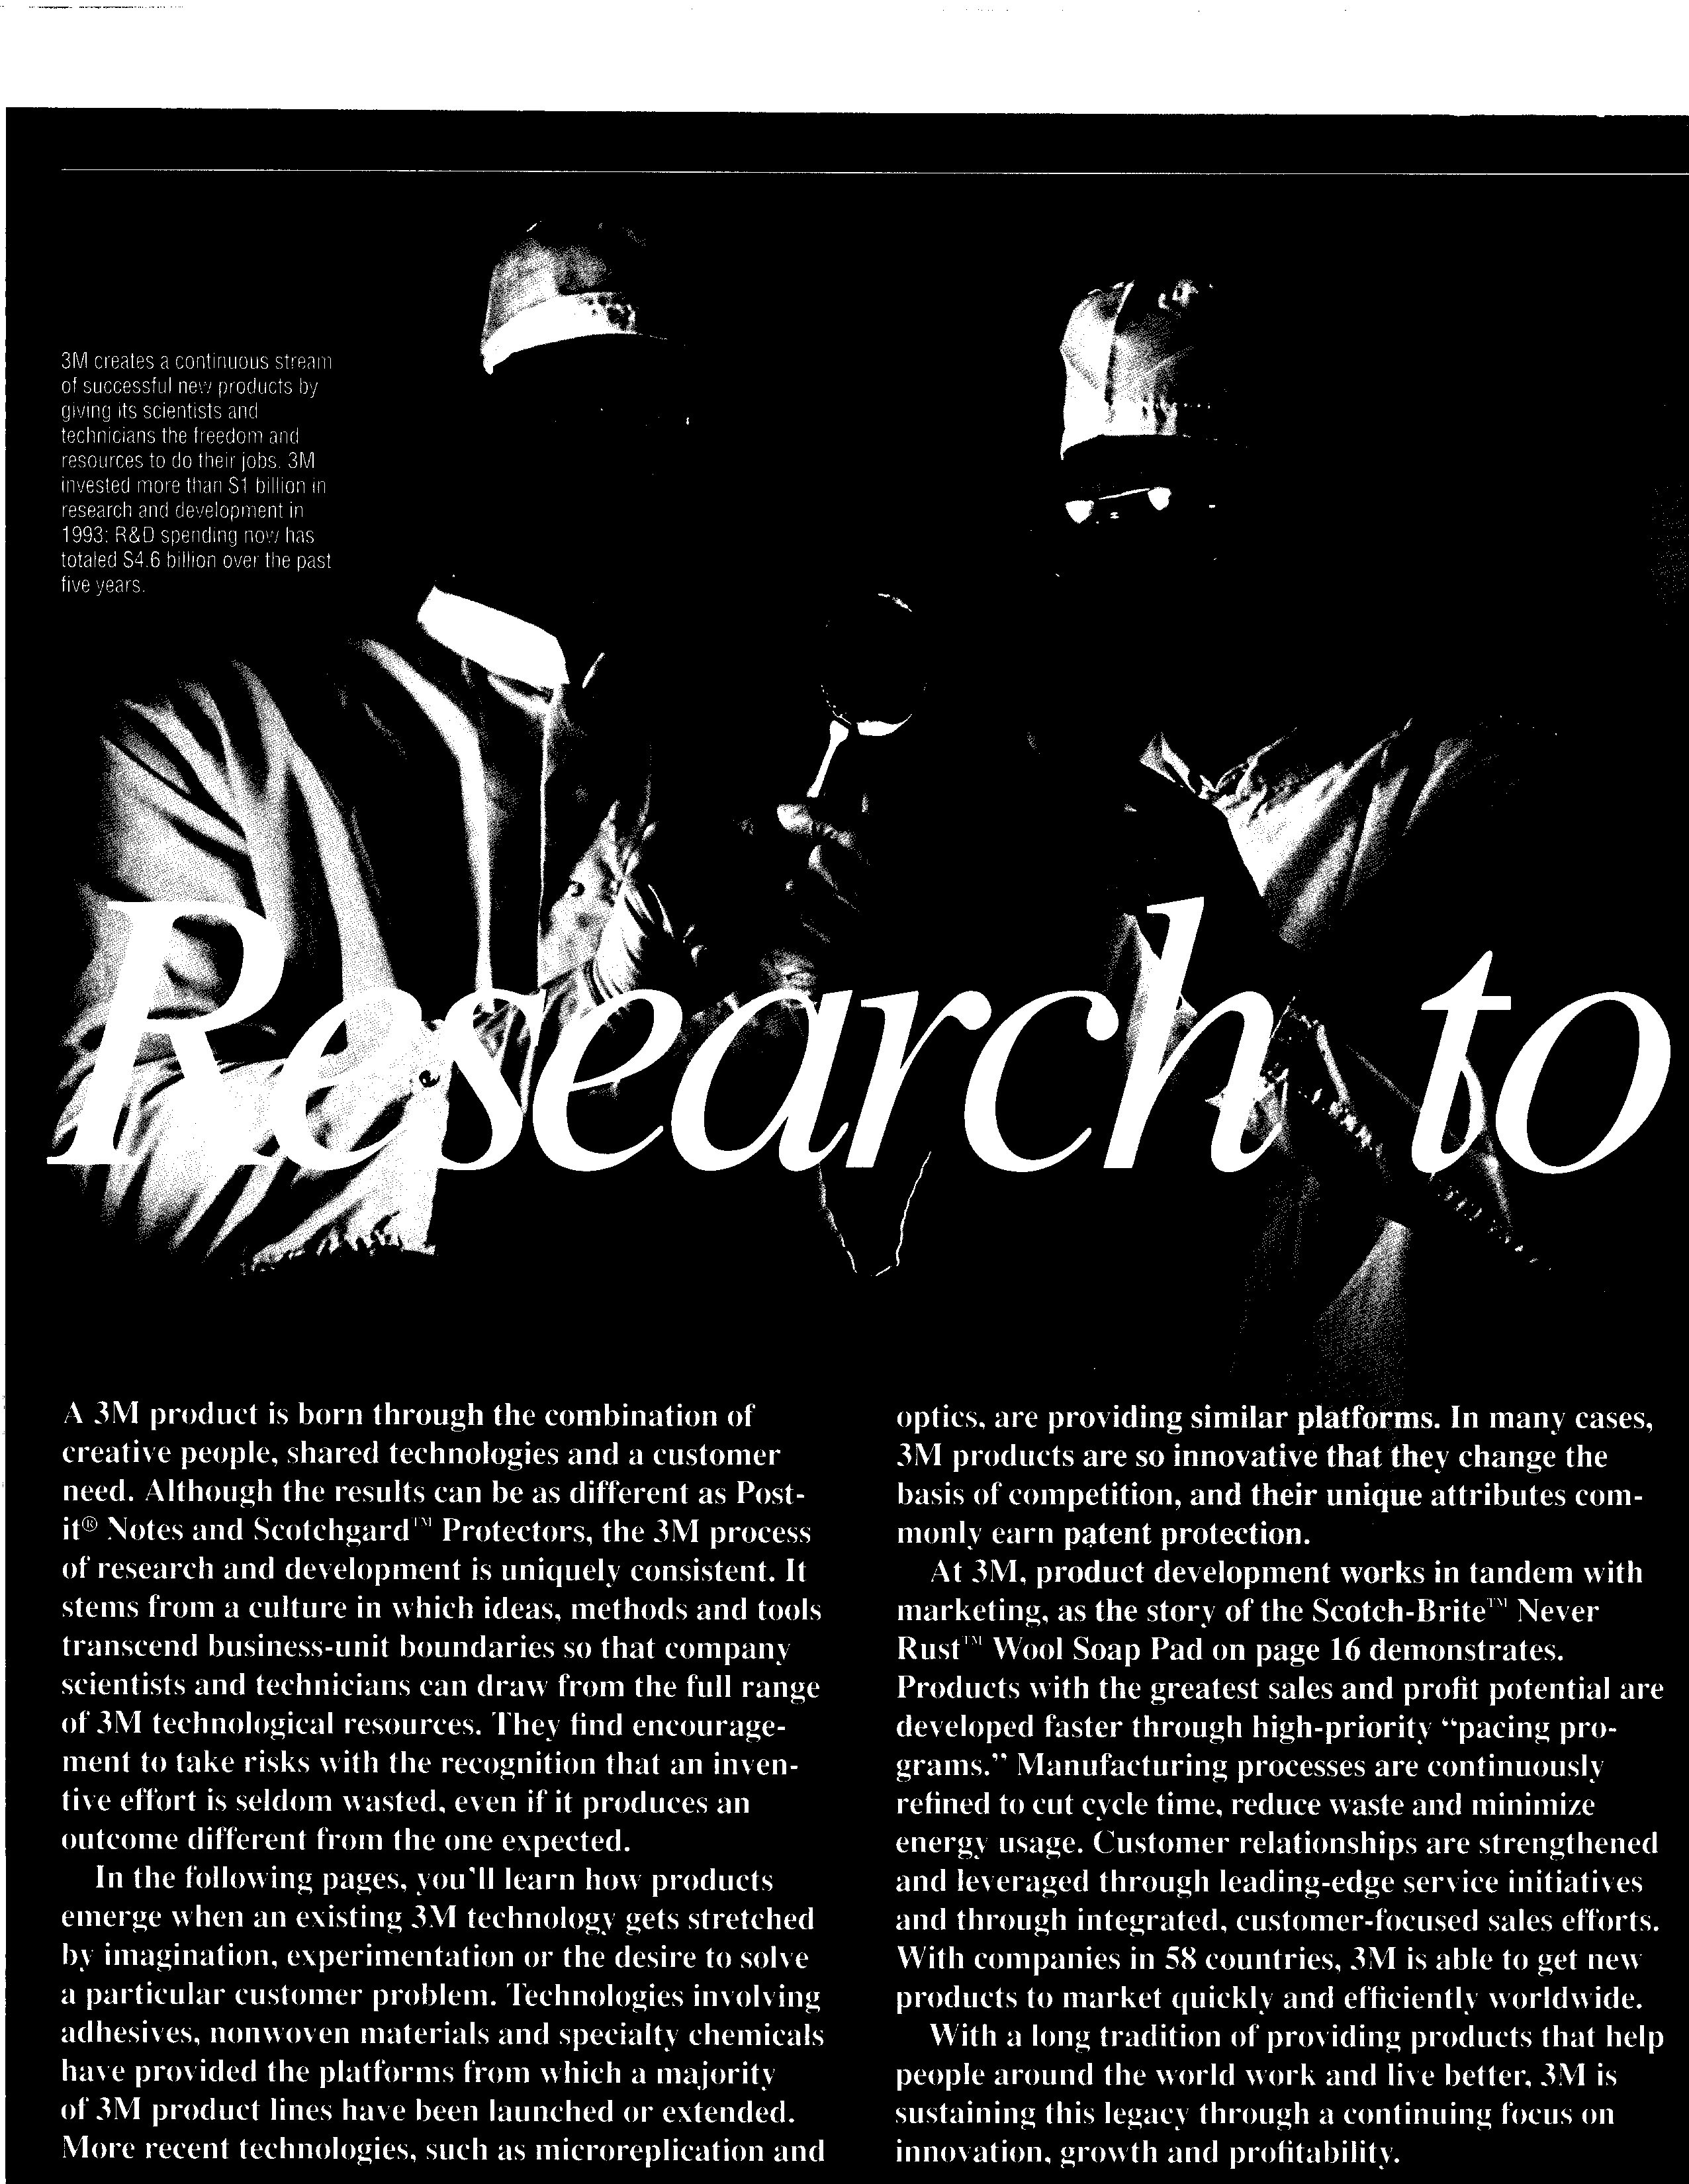 3M creates a continuous stream
of successful new products by
giving its scientists and
technicians the freedom and
resources to do their jobs. 3M
invested more than $1 billion in
research and development in
1993: R&D spending now has
totaled $4.6 billion over the past
five years.
Research to
A 3M product is born through the combination of
creative people, shared technologies and a customer
need. Although the results can be as different as Post-
it® Notes and Scotchgard™ Protectors, the 3M process
of research and development is uniquely consistent. It
stems from a culture in which ideas, methods and tools
transcend business-unit boundaries so that company
scientists and technicians can draw from the full range
of 3M technological resources. They find encourage-
ment to take risks with the recognition that an inven-
tive effort is seldom wasted, even if it produces an
outcome different from the one expected.
In the following pages, you'll learn how products
emerge when an existing 3M technology gets stretched
by imagination, experimentation or the desire to solve
a particular customer problem. Technologies involving
adhesives, nonwoven materials and specialty chemicals
have provided the platforms from which a majority
of 3M product lines have been launched or extended.
More recent technologies, such as microreplication and
optics, are providing similar platforms. In many cases,
3M products are so innovative that they change the
basis of competition, and their unique attributes com-
monly earn patent protection.
At 3M, product development works in tandem with
marketing, as the story of the Scotch-Brite™ Never
Rust™ Wool Soap Pad on page 16 demonstrates.
Products with the greatest sales and profit potential are
developed faster through high-priority “pacing pro-
grams.” Manufacturing processes are continuously
refined to cut cycle time, reduce waste and minimize
energy usage. Customer relationships are strengthened
and leveraged through leading-edge service initiatives
and through integrated, customer-focused sales efforts.
With companies in 58 countries, 3M is able to get new
products to market quickly and efficiently worldwide.
With a long tradition of providing products that help
people around the world work and live better, 3M is
sustaining this legacy through a continuing focus on
innovation, growth and profitability.